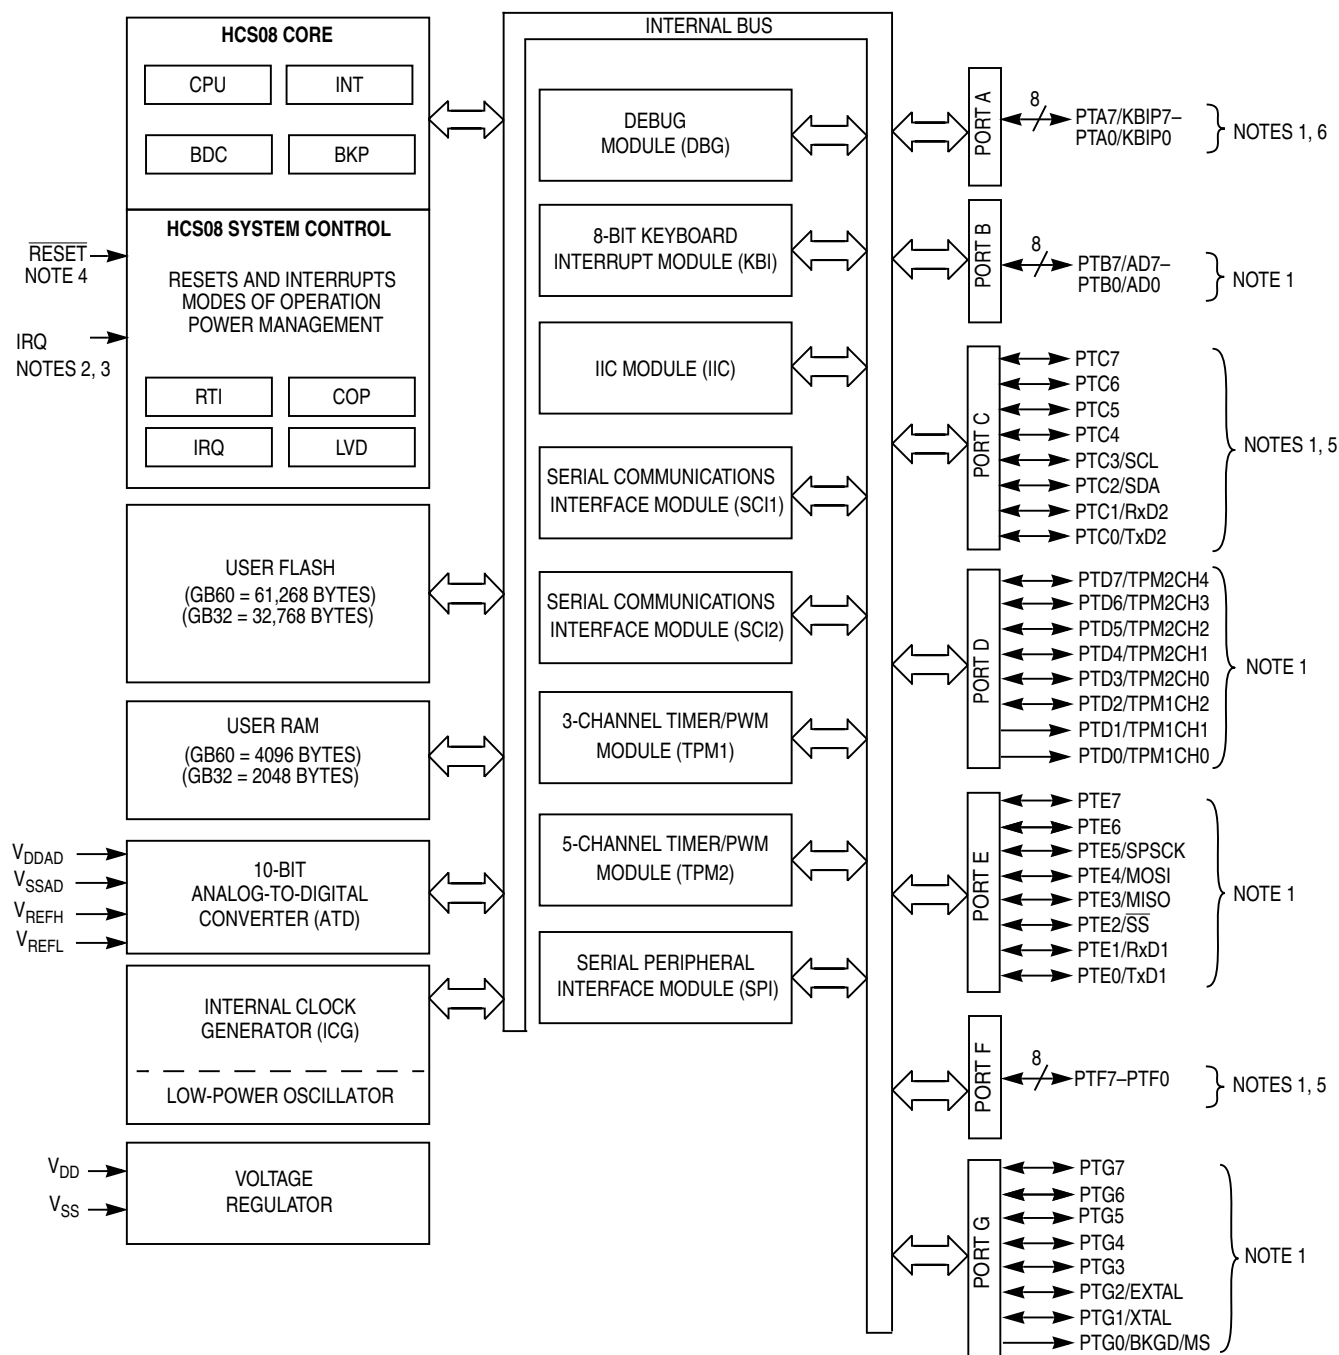 HCS08 CORE
CPU
INT
BDC
BKP
HCS08 SYSTEM CONTROL
RESETS AND INTERRUPTS
MODES OF OPERATION
POWER MANAGEMENT
RTI
COP
IRQ
LVD
RESET
NOTE 4
IRQ
NOTES 2, 3
USER FLASH
(GB60 = 61,268 BYTES)
(GB32 = 32,768 BYTES)
USER RAM
(GB60 = 4096 BYTES)
(GB32 = 2048 BYTES)
VDDAD
VSSAD
VREFH
VREFL
10-BIT
ANALOG-TO-DIGITAL
CONVERTER (ATD)
INTERNAL CLOCK
GENERATOR (ICG)
LOW-POWER OSCILLATOR
VDD
VSS
VOLTAGE
REGULATOR
INTERNAL BUS
DEBUG
MODULE (DBG)
8-BIT KEYBOARD
INTERRUPT MODULE (KBI)
IIC MODULE (IIC)
SERIAL COMMUNICATIONS
INTERFACE MODULE (SCI1)
SERIAL COMMUNICATIONS
INTERFACE MODULE (SCI2)
3-CHANNEL TIMER/PWM
MODULE (TPM1)
5-CHANNEL TIMER/PWM
MODULE (TPM2)
SERIAL PERIPHERAL
INTERFACE MODULE (SPI)
PORT A
8
PTA7/KBIP7–
PTA0/KBIP0
NOTES 1, 6
PORT B
8
PTB7/AD7–
PTB0/AD0
NOTE 1
PORT C
PTC7
PTC6
PTC5
PTC4
PTC3/SCL
PTC2/SDA
PTC1/RxD2
PTC0/TxD2
NOTES 1, 5
PORT D
PTD7/TPM2CH4
PTD6/TPM2CH3
PTD5/TPM2CH2
PTD4/TPM2CH1
PTD3/TPM2CH0
PTD2/TPM1CH2
PTD1/TPM1CH1
PTD0/TPM1CH0
NOTE 1
PORT E
PTE7
PTE6
PTE5/SPSCK
PTE4/MOSI
PTE3/MISO
PTE2/SS
PTE1/RxD1
PTE0/TxD1
NOTE 1
PORT F
8
PTF7–PTF0
NOTES 1, 5
PORT G
PTG7
PTG6
PTG5
PTG4
PTG3
PTG2/EXTAL
PTG1/XTAL
PTG0/BKGD/MS
NOTE 1